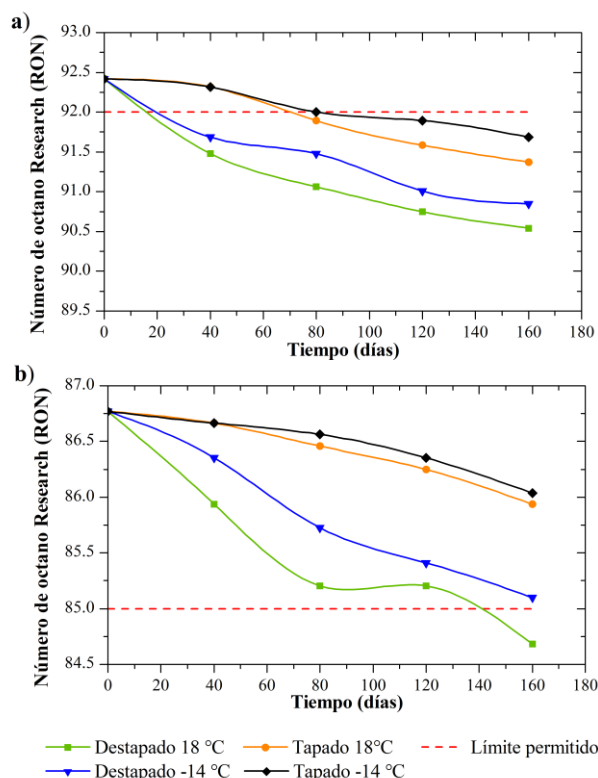 a)
Número de octano Research (RON)
93.0
92.5
92.0
91.5
91.0
90.5
90.0
89.5
0 20 40 60 80 100 120 140 160 180
Tiempo (días)
b)
Número de octano Research (RON)
87.0
86.5
86.0
85.5
85.0
84.5
0 20 40 60 80 100 120 140 160 180
Tiempo (días)
Destapado 18 °C Tapado 18°C Límite permitido
Destapado -14 °C Tapado -14 °C